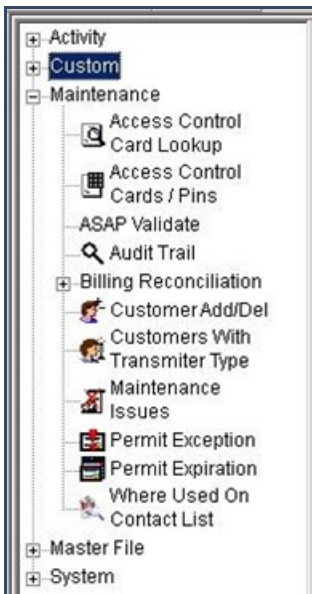 Activity
Custom
Maintenance
Access Control
Card Lookup
Access Control
Cards / Pins
ASAP Validate
Audit Trail
Billing Reconciliation
Customer Add/Del
Customers With
Transmiter Type
Maintenance
Issues
Permit Exception
Permit Expiration
Where Used On
Contact List
Master File
System